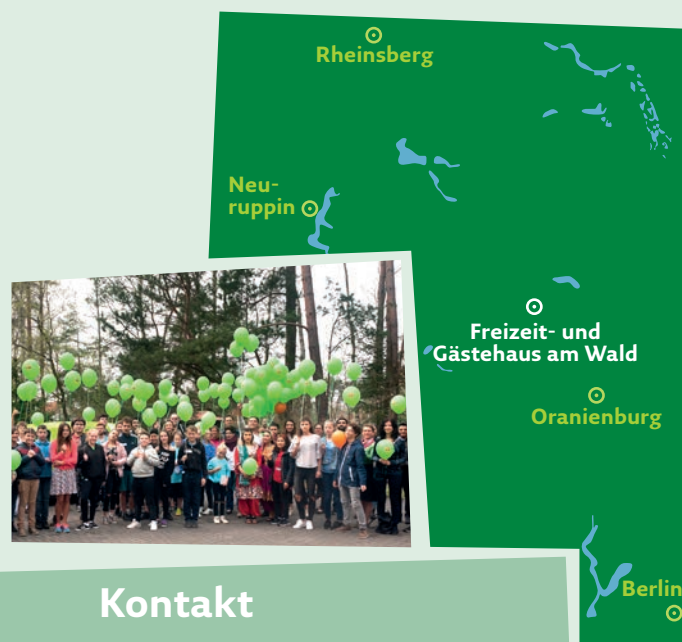 Rheinsberg
Neu-
ruppin
Freizeit- und
Gästehaus am Wald
Oranienburg
Berlin
Kontakt